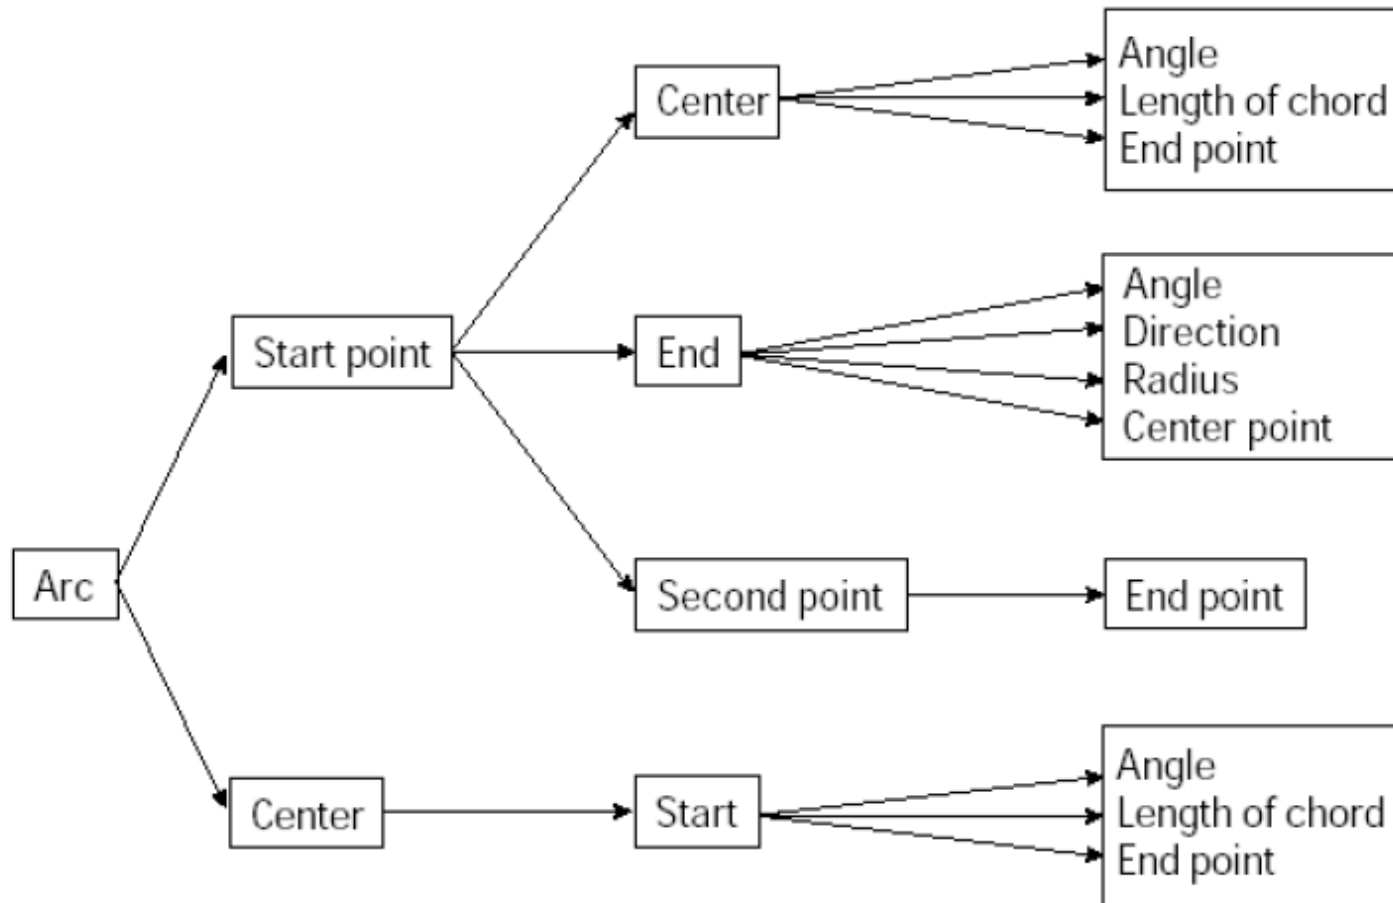 Arc
Start point
Center
Center
End
Second point
Start
Angle
Length of chord
End point
Angle
Direction
Radius
Center point
End point
Angle
Length of chord
End point